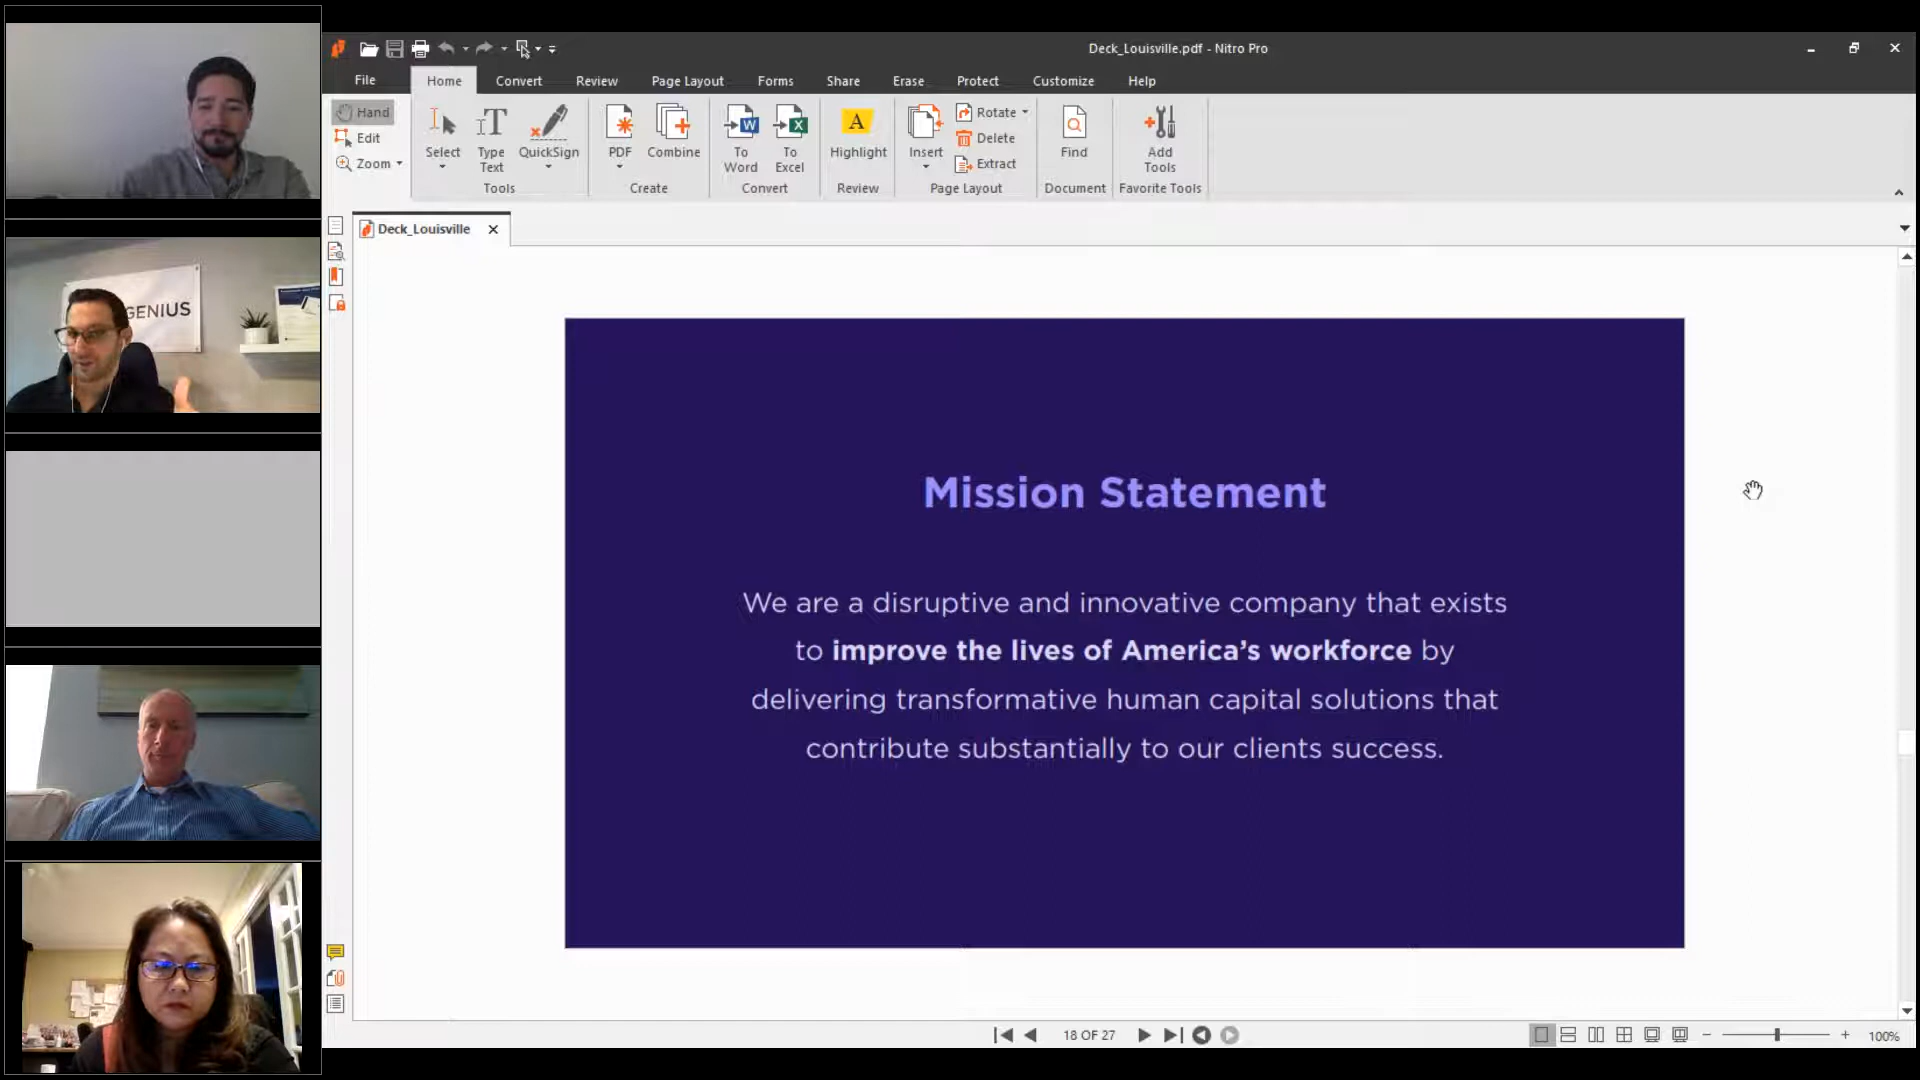 GENIUS
Deck_Louisville.pdf - Nitro Pro
File Home Convert Review Page Layout Forms Share Erase Protect Customize Help
Hand
Edit
Zoom
Select
Type Text
QuickSign
Tools
PDF
Combine
Create
To Word
To Excel
Convert
A
Highlight
Review
Insert
Rotate
Delete
Extract
Page Layout
Find
Document
Add Tools
Favorite Tools
Deck_Louisville
Mission Statement
We are a disruptive and innovative company that exists
to improve the lives of America’s workforce by
delivering transformative human capital solutions that
contribute substantially to our clients success.
18 OF 27
100%